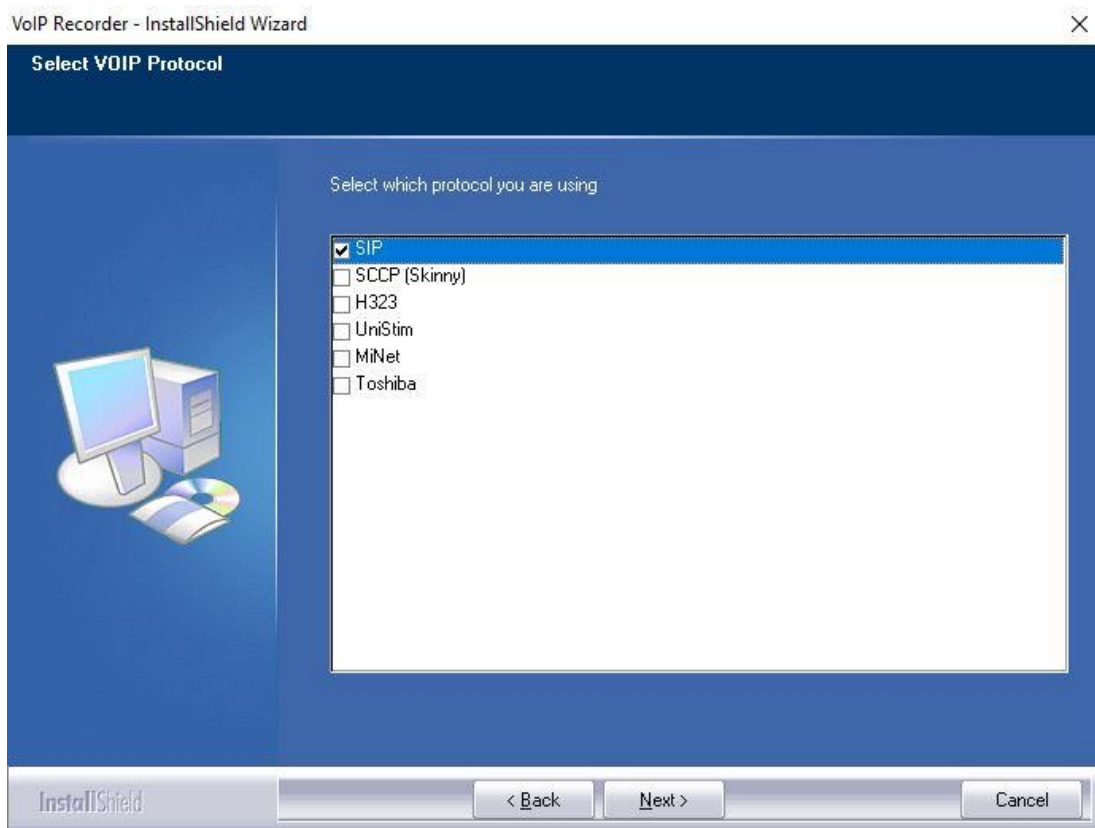 VoIP Recorder - InstallShield Wizard
Select VOIP Protocol
Select which protocol you are using
SIP
SCCP (Skinny)
H323
UniStim
MiNet
Toshiba
InstallShield
< Back
Next >
Cancel